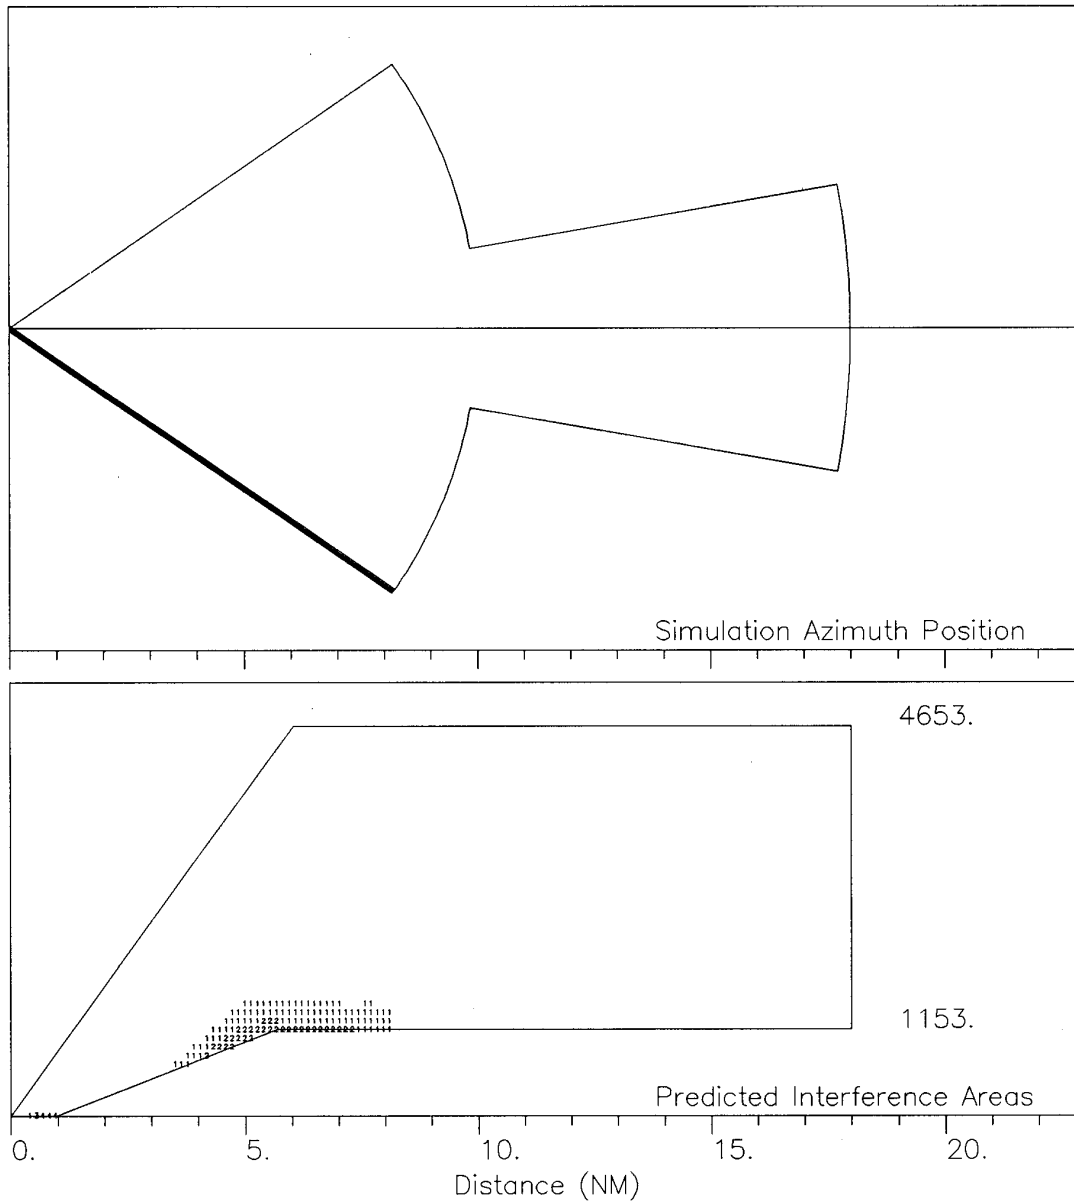 Simulation Azimuth Position
4653.
1153.
Predicted Interference Areas
0. 5. 10. 15. 20.
Distance (NM)